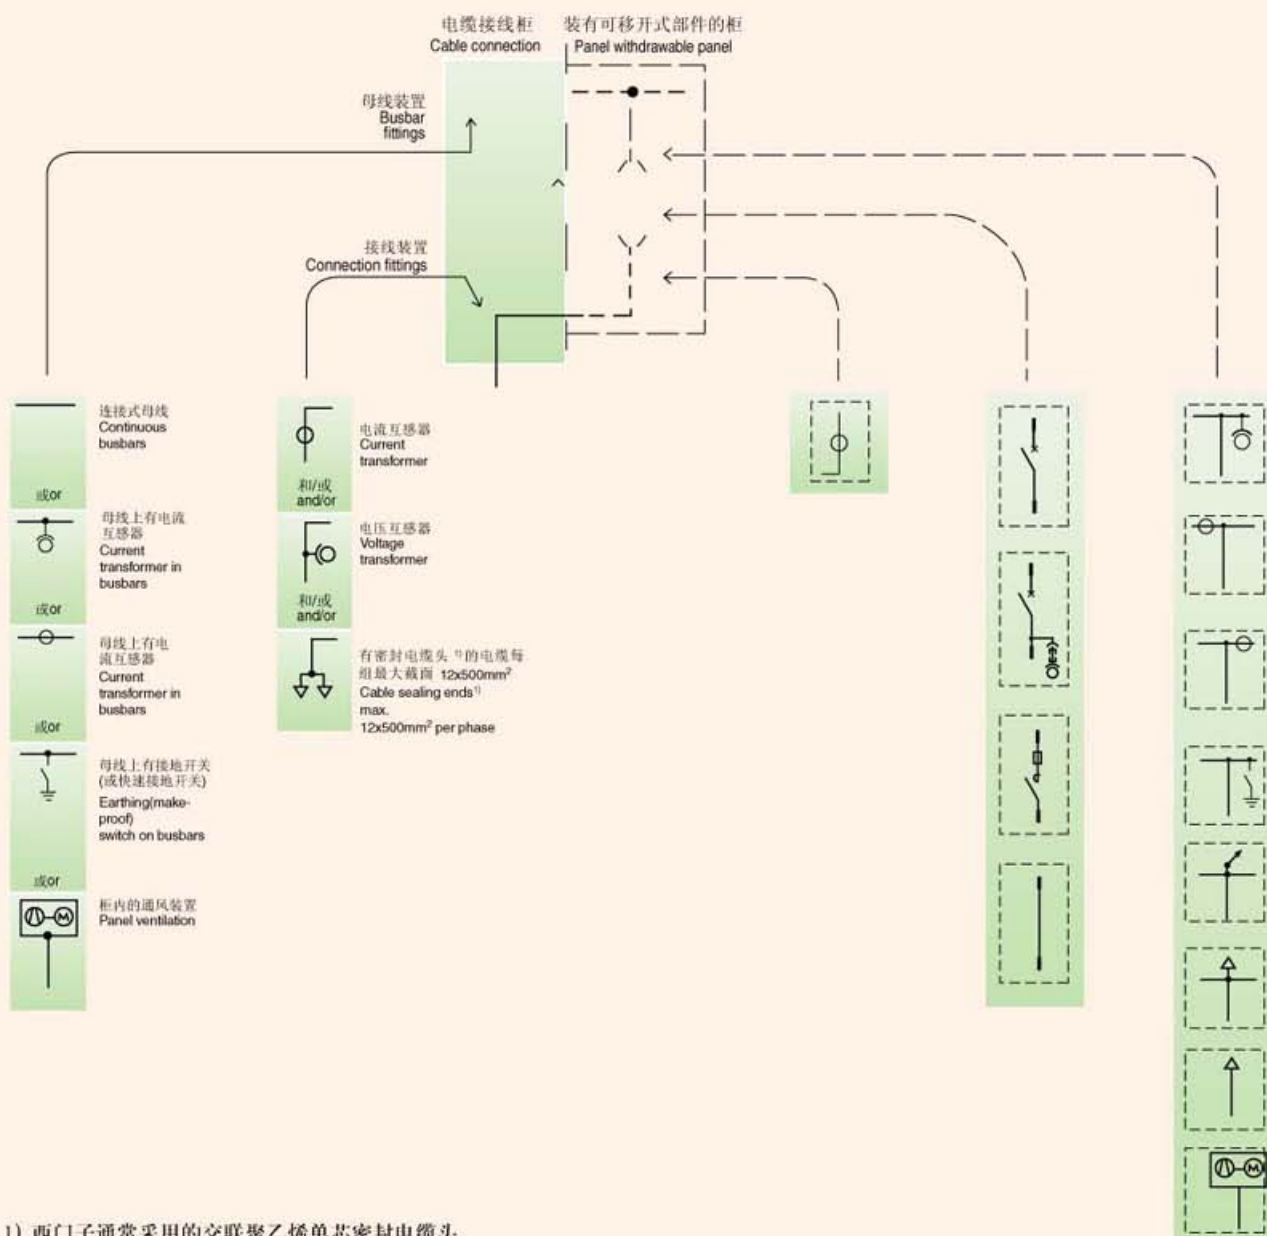 电缆接线柜
Cable connection
装有可移开式部件的柜
Panel withdrawable panel
母线装置
Busbar
fittings
接线装置
Connection fittings
连接式母线
Continuous
busbars
或or
母线上有电流
互感器
Current
transformer in
busbars
或or
母线上有电
流互感器
Current
transformer in
busbars
或or
母线上有接地开关
(或快速接地开关)
Earthing(make-
proof)
switch on busbars
或or
M
柜内的通风装置
Panel ventilation
电流互感器
Current
transformer
和/或
and/or
电压互感器
Voltage
transformer
和/或
and/or
有密封电缆头 1)的电缆每
组最大截面 12x500mm²
Cable sealing ends1)
max.
12x500mm² per phase
M
1) 西门子通常采用的交联聚乙烯单芯密封电缆头